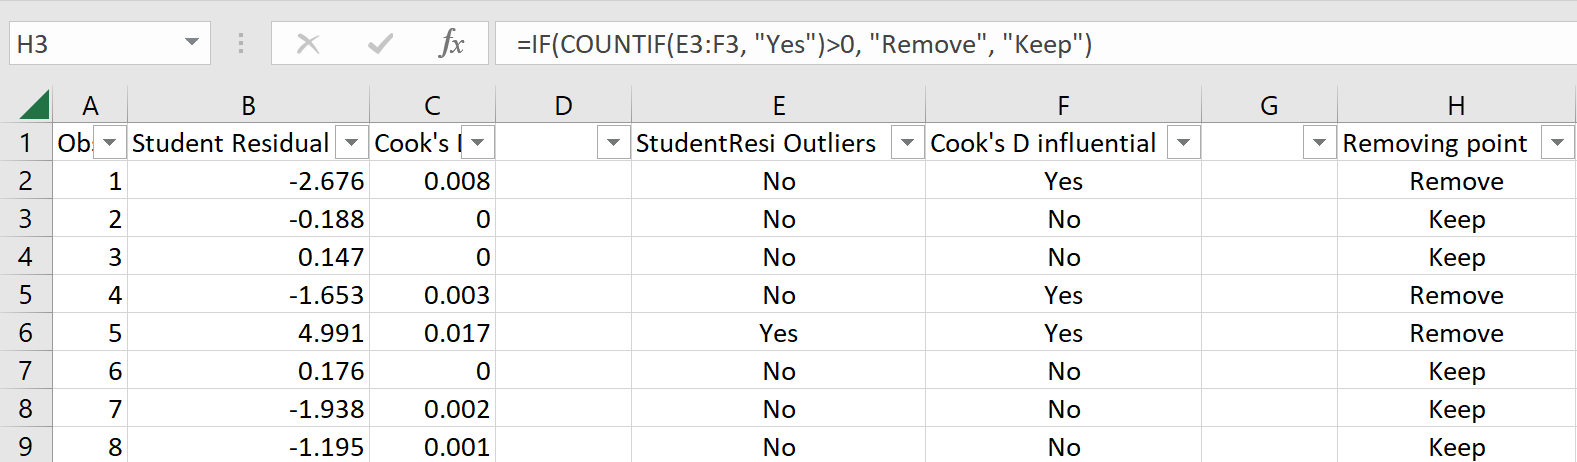 H3 fx =IF(COUNTIF(E3:F3, "Yes")>0, "Remove", "Keep")
A B C D E F G H
1 Obs Student Residual Cook's StudentResi Outliers Cook's D influential Removing point
2 1 -2.676 0.008 No Yes Remove
3 2 -0.188 0 No No Keep
4 3 0.147 0 No No Keep
5 4 -1.653 0.003 No Yes Remove
6 5 4.991 0.017 Yes Yes Remove
7 6 0.176 0 No No Keep
8 7 -1.938 0.002 No No Keep
9 8 -1.195 0.001 No No Keep